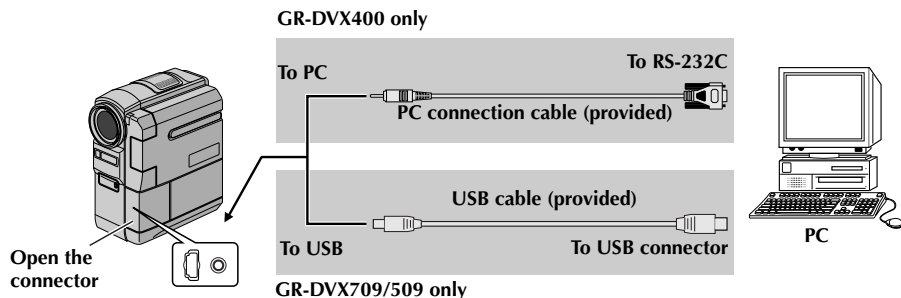 GR-DVX400 only
To PC
To RS-232C
PC connection cable (provided)
USB cable (provided)
To USB
To USB connector
GR-DVX709/509 only
Open the
connector
PC